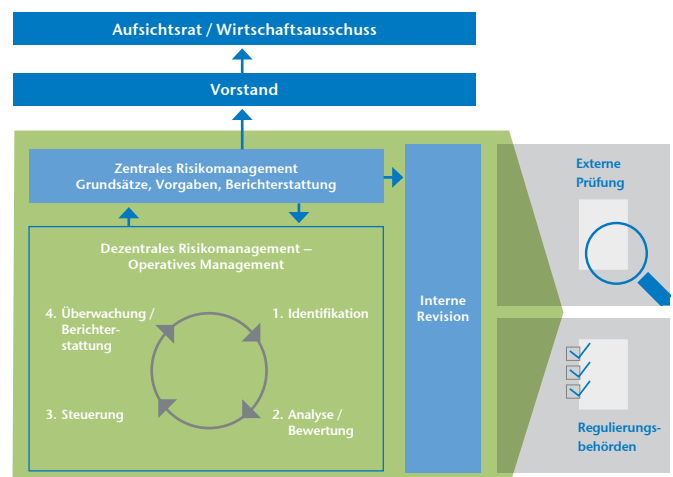 Aufsichtsrat / Wirtschaftsausschuss
Vorstand
Zentrales Risikomanagement
Grundsätze, Vorgaben, Berichterstattung
Dezentrales Risikomanagement –
Operatives Management
4. Überwachung /
Berichter-
stattung
1. Identifikation
3. Steuerung
2. Analyse /
Bewertung
Interne
Revision
Externe
Prüfung
Regulierungs-
behörden